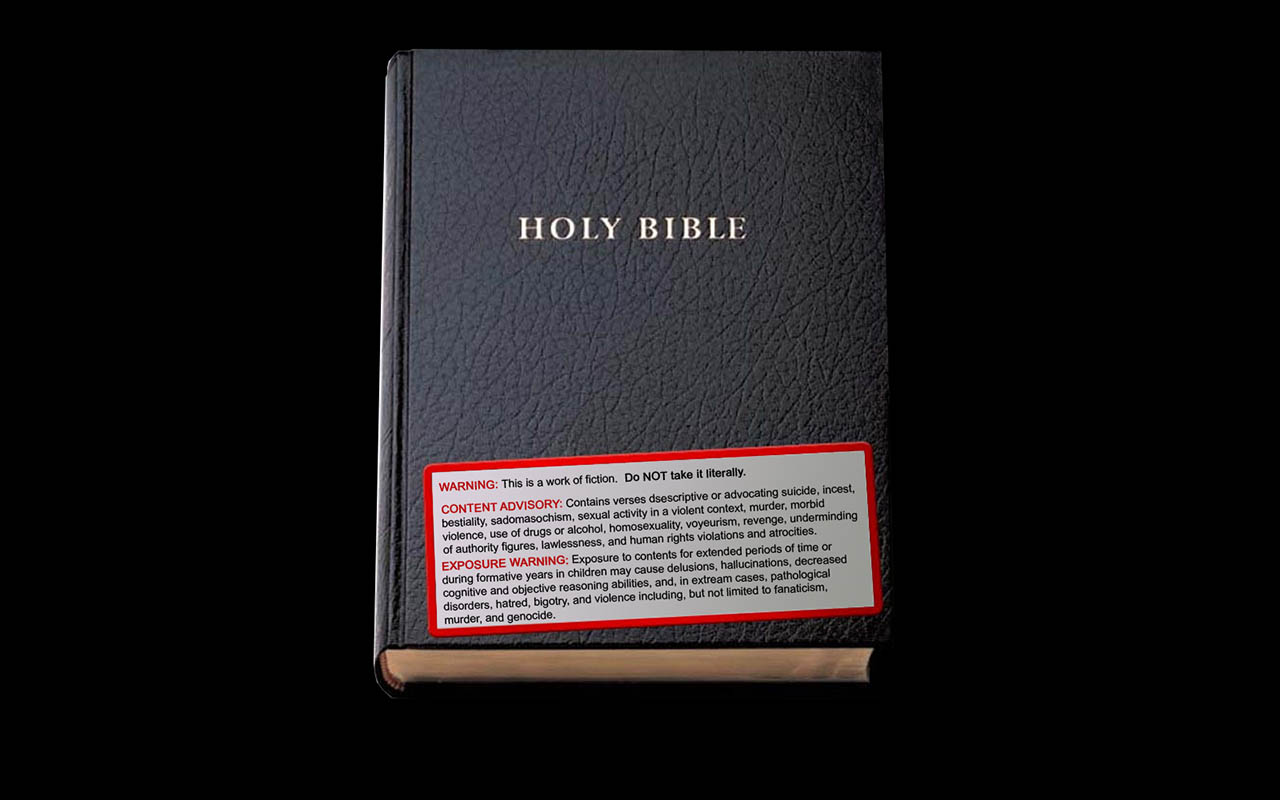 HOLY BIBLE
WARNING: This is a work of fiction. Do NOT take it literally.
CONTENT ADVISORY: Contains verses dsescriptive or advocating suicide, incest,
bestiality, sadomasochism, sexual activity in a violent context, murder, morbid
violence, use of drugs or alcohol, homosexuality, voyeurism, revenge, underminding
of authority figures, lawlessness, and human rights violations and atrocities.
EXPOSURE WARNING: Exposure to contents for extended periods of time or
during formative years in children may cause delusions, hallucinations, decreased
cognitive and objective reasoning abilities, and, in extream cases, pathological
disorders, hatred, bigotry, and violence including, but not limited to fanaticism,
murder, and genocide.